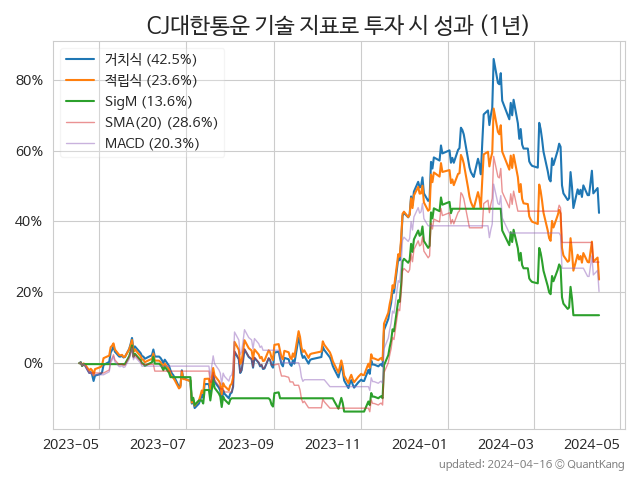 CJ대한통운 기술 지표로 투자 시 성과 (1년)
거치식 (42.5%)
적립식 (23.6%)
SigM (13.6%)
SMA(20) (28.6%)
MACD (20.3%)
80%
60%
40%
20%
0%
2023-05 2023-07 2023-09 2023-11 2024-01 2024-03 2024-05
updated: 2024-04-16 © QuantKang